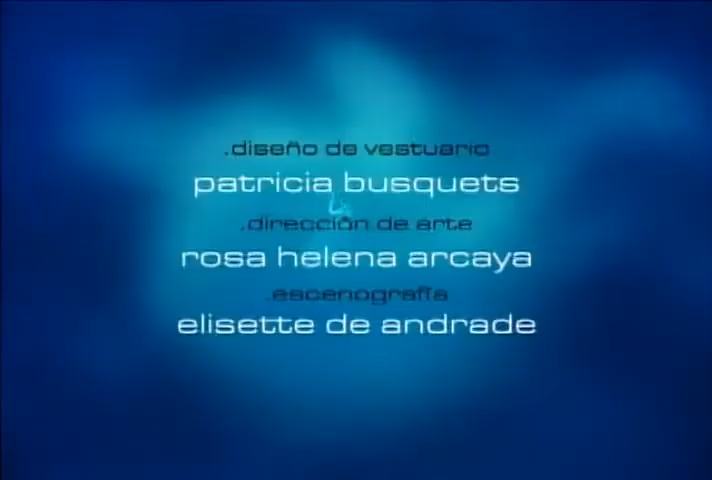 .diseño de vestuario
patricia busquets
.dirección de arte
rosa helena arcaya
.escenografía
elisette de andrade